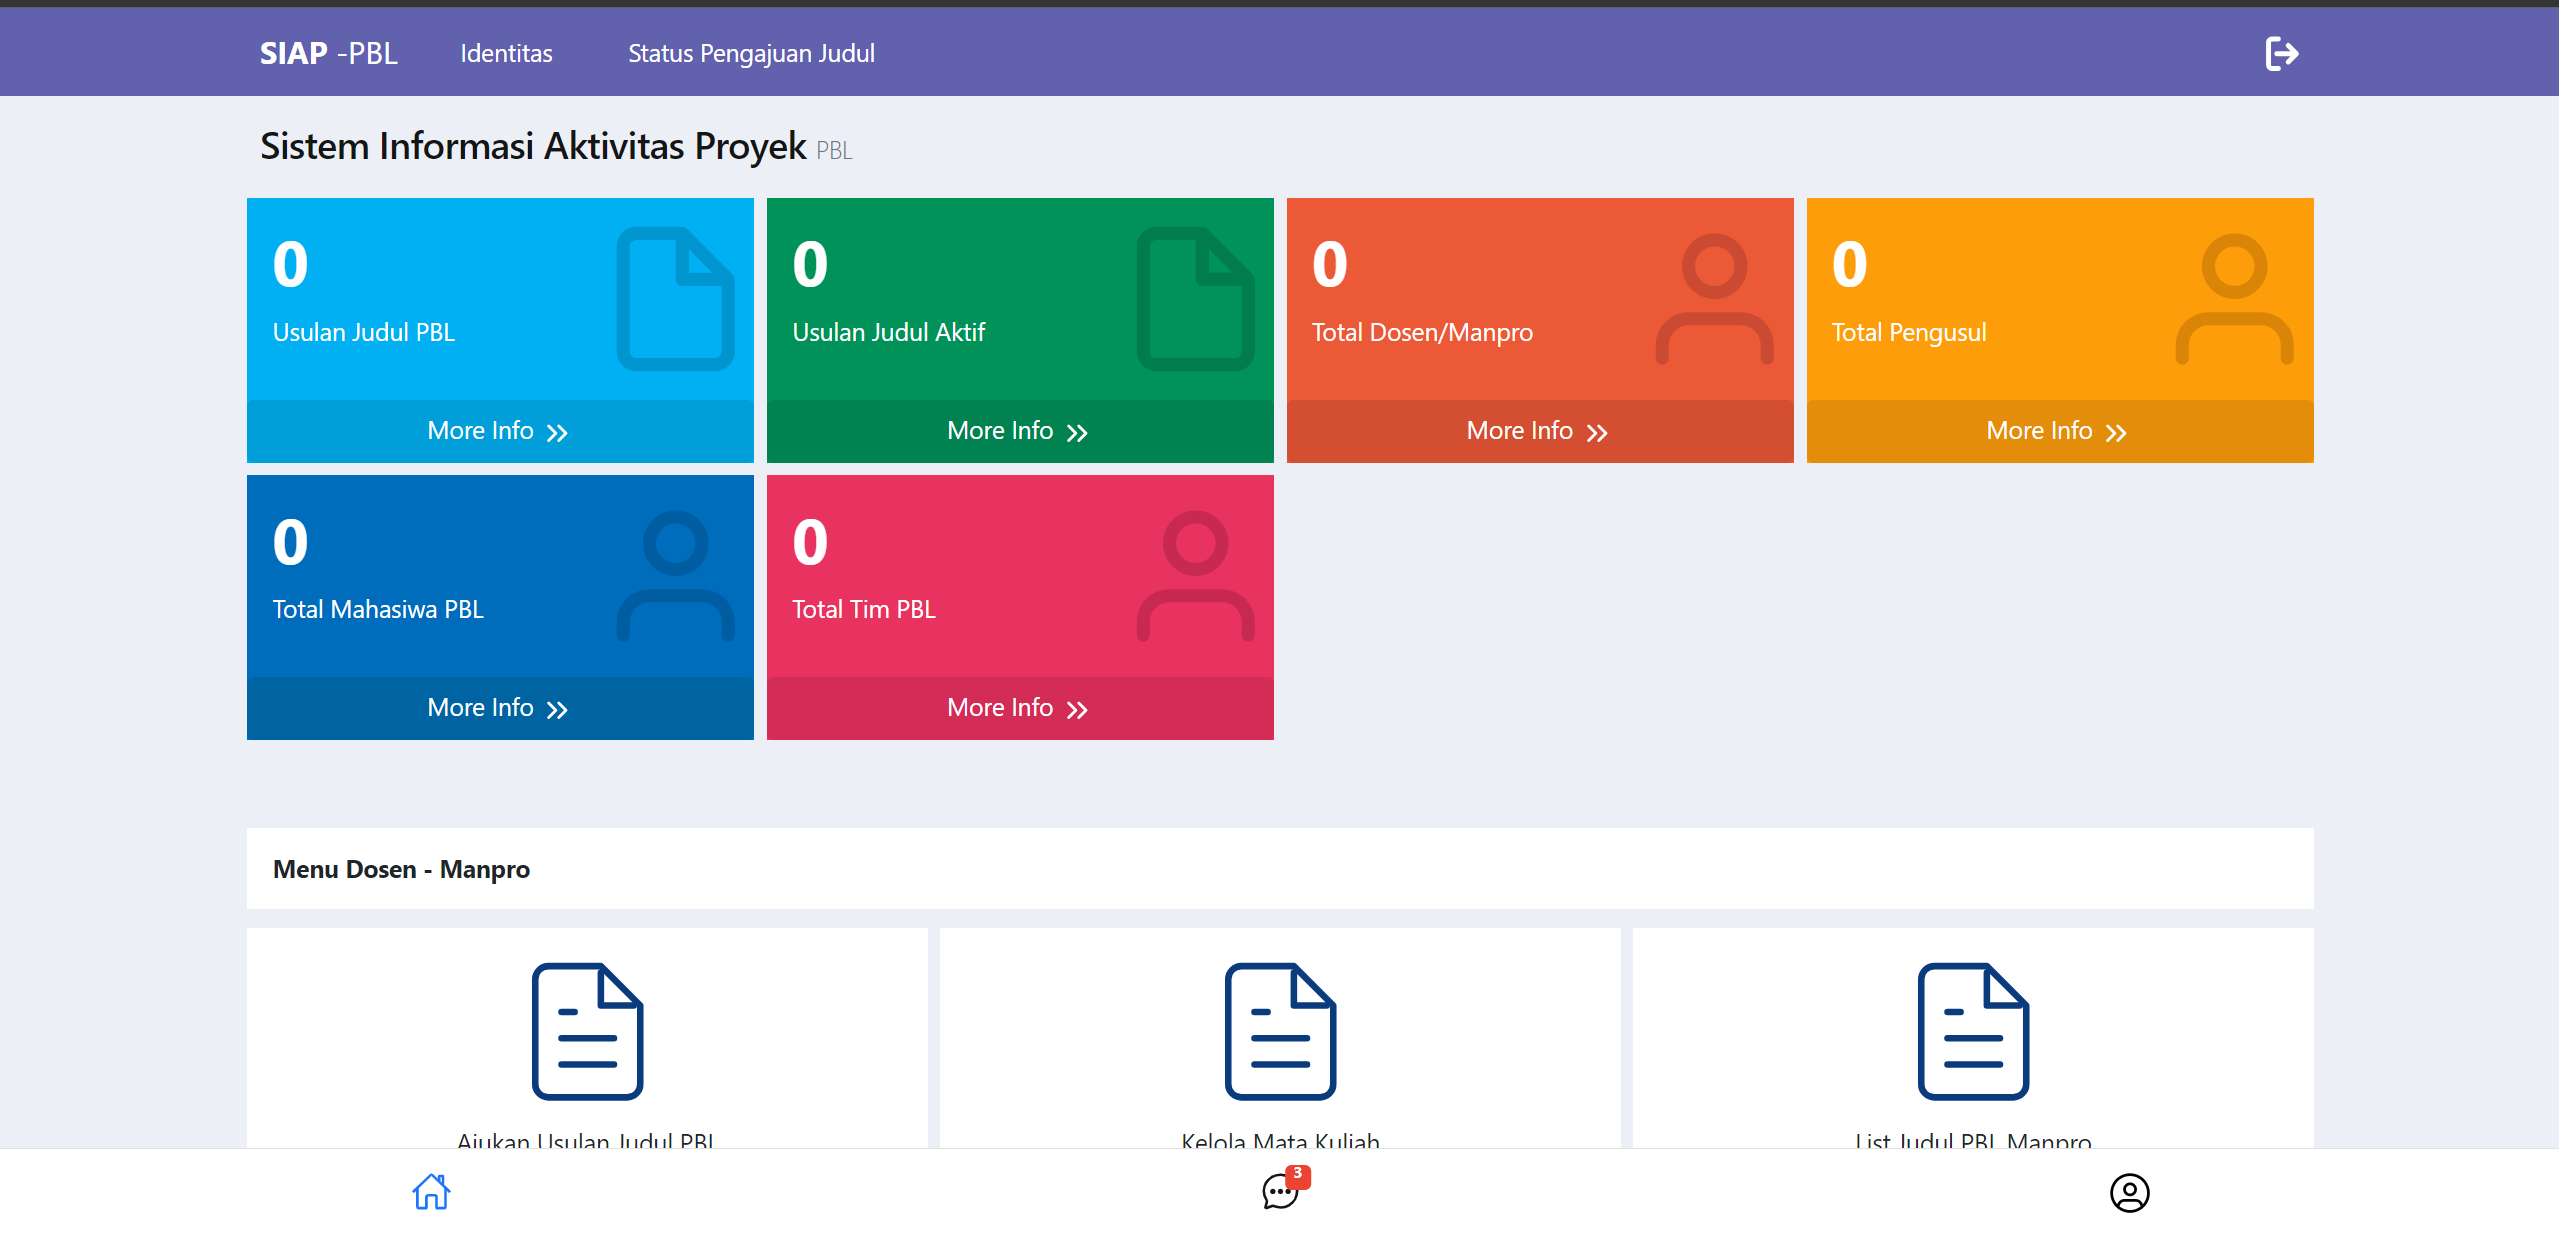 SIAP -PBL Identitas Status Pengajuan Judul
Sistem Informasi Aktivitas Proyek PBL
0
Usulan Judul PBL
More Info
0
Usulan Judul Aktif
More Info
0
Total Dosen/Manpro
More Info
0
Total Pengusul
More Info
0
Total Mahasiwa PBL
More Info
0
Total Tim PBL
More Info
Menu Dosen - Manpro
Ajukan Usulan Judul PBL
Kelola Mata Kuliah
List Judul PBL Manpro
3